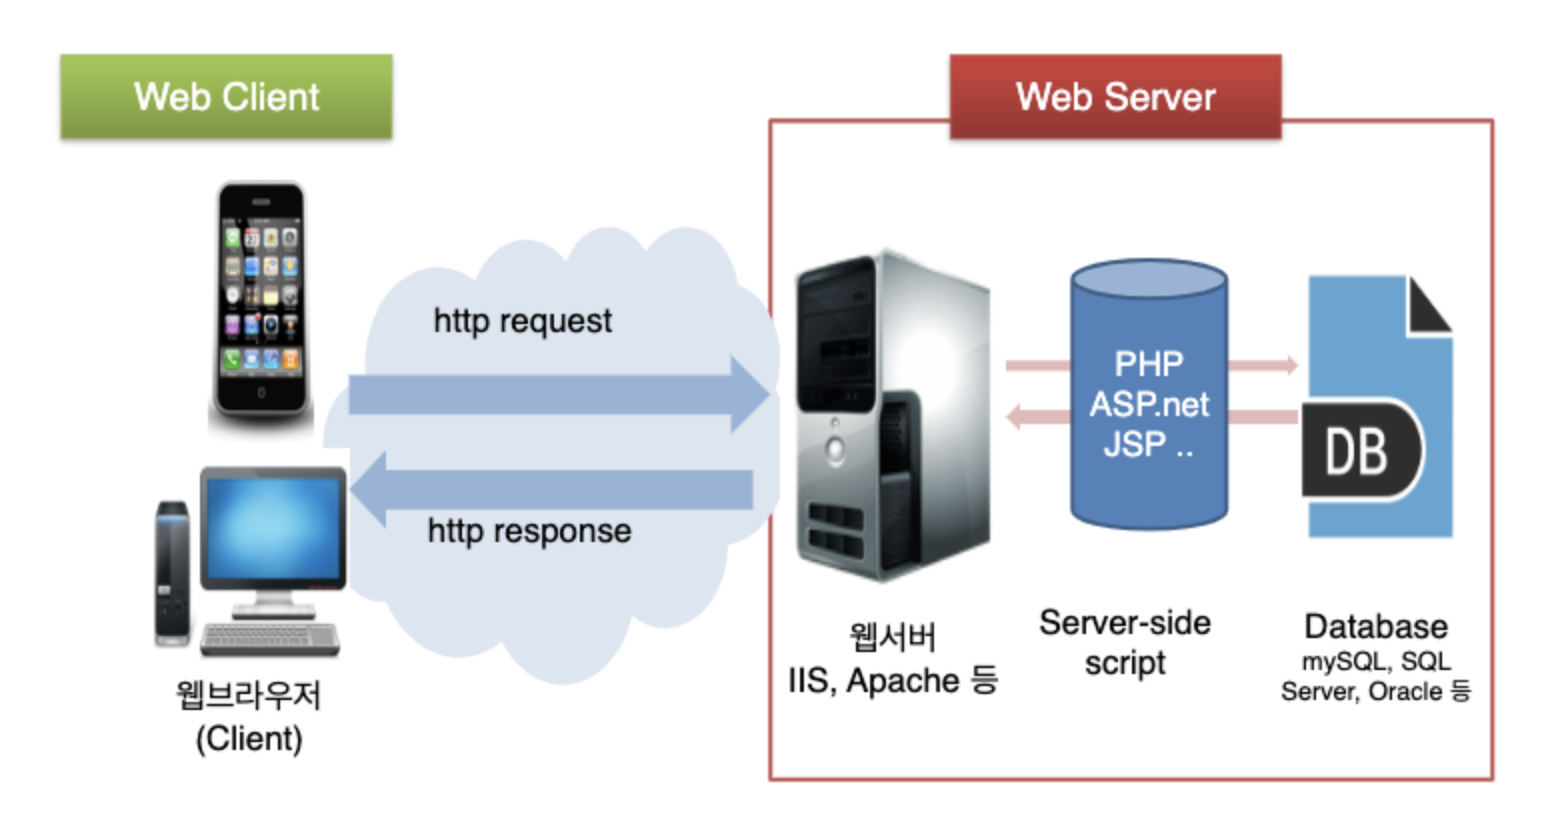 Web Client
Web Server
http request
http response
PHP
ASP.net
JSP ..
DB
웹브라우저
(Client)
웹서버
IIS, Apache 등
Server-side
script
Database
mySQL, SQL
Server, Oracle 등